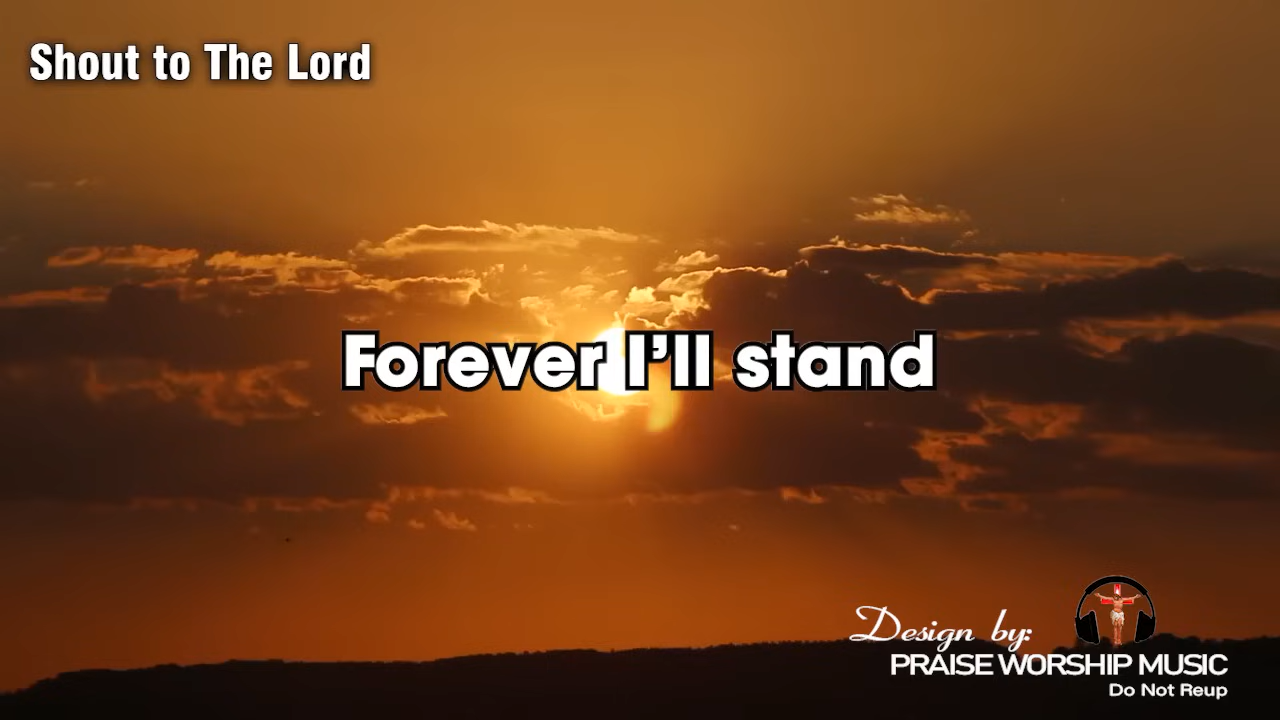 Shout to The Lord
Forever I’ll stand
Design by:
PRAISE WORSHIP MUSIC
Do Not Reup